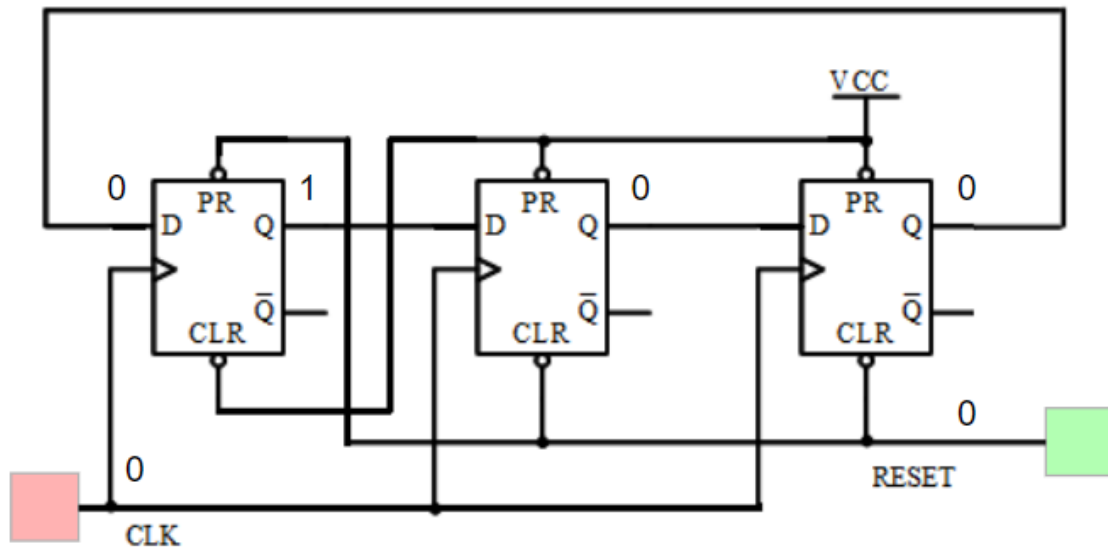 VCC
0 1 0 0
PR PR PR
D Q D Q D Q
Q̅ Q̅ Q̅
CLR CLR CLR
0
0
RESET
CLK